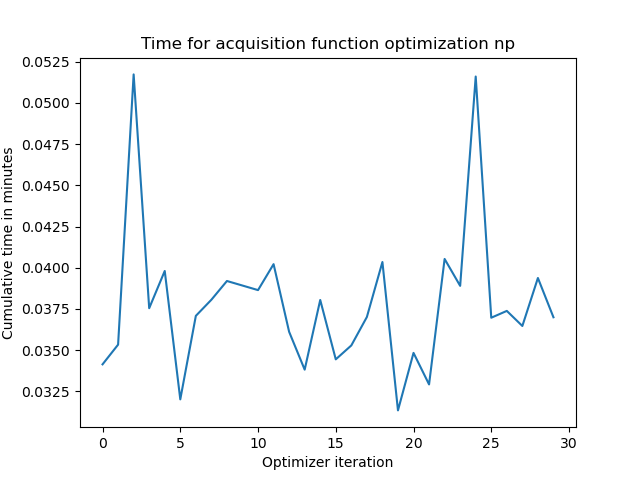 Time for acquisition function optimization np
Cumulative time in minutes
0.0525
0.0500
0.0475
0.0450
0.0425
0.0400
0.0375
0.0350
0.0325
0 5 10 15 20 25 30
Optimizer iteration